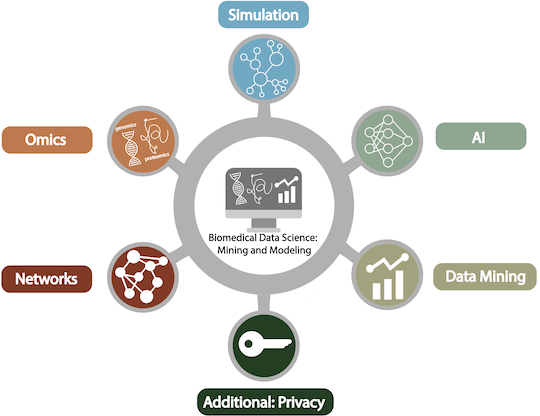 Simulation
Omics
genomics
proteomics
AI
Biomedical Data Science:
Mining and Modeling
Networks
Data Mining
Additional: Privacy